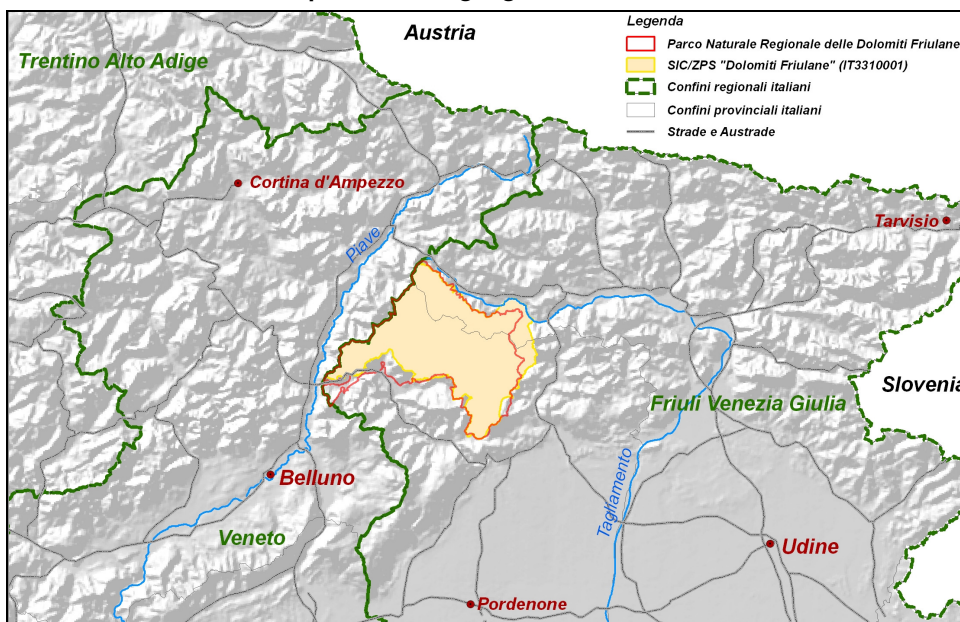 Austria
Legenda
Parco Naturale Regionale delle Dolomiti Friulane
SIC/ZPS "Dolomiti Friulane" (IT3310001)
Confini regionali italiani
Confini provinciali italiani
Strade e Austrade
Trentino Alto Adige
Cortina d'Ampezzo
Tarvisio
Piave
Slovenia
Friuli Venezia Giulia
Belluno
Tagliamento
Veneto
Udine
Pordenone